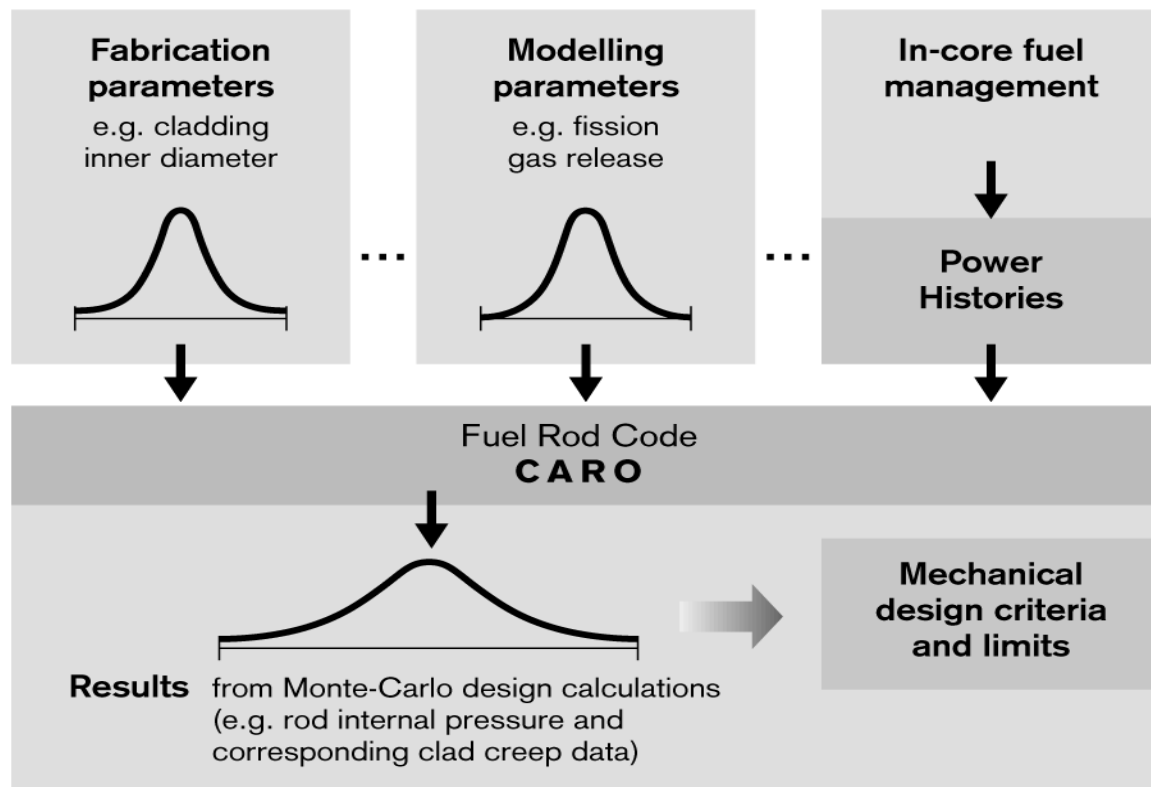 Fabrication
parameters
e.g. cladding
inner diameter
...
Modelling
parameters
e.g. fission
gas release
...
In-core fuel
management
Power
Histories
Fuel Rod Code
CARO
Results from Monte-Carlo design calculations
(e.g. rod internal pressure and
corresponding clad creep data)
Mechanical
design criteria
and limits